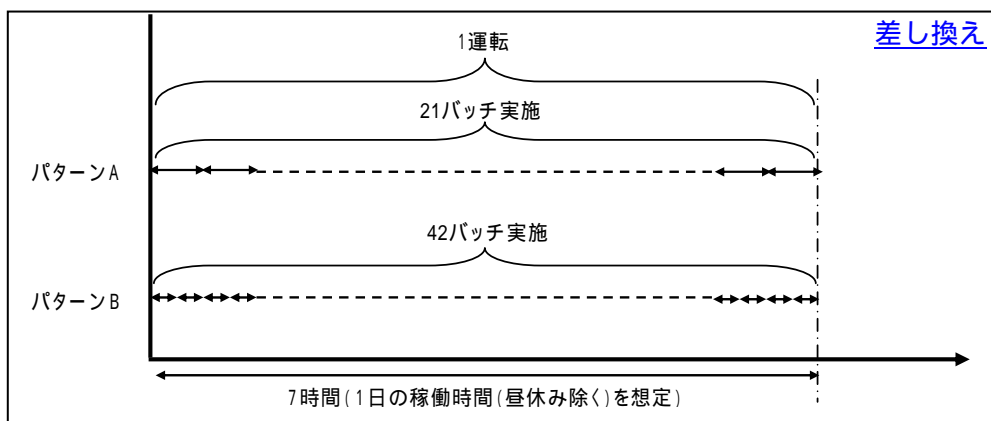 差し換え
1運転
21バッチ実施
パターンA
42バッチ実施
パターンB
7時間(1日の稼働時間(昼休み除く)を想定)